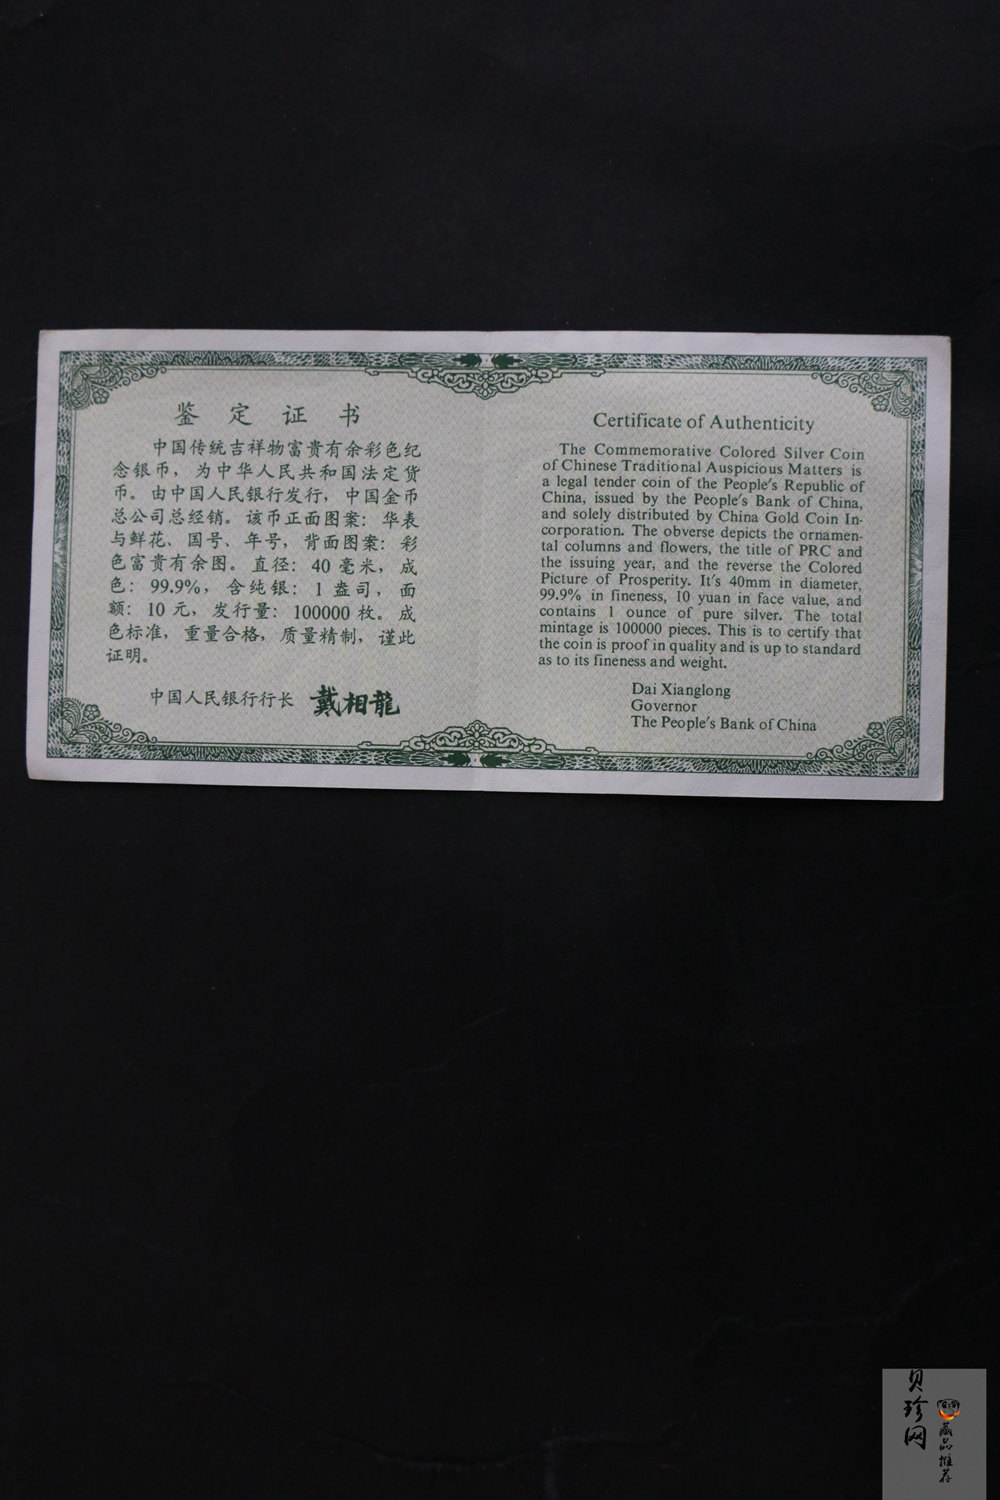 鉴定证书
中国传统吉祥物富贵有余彩色纪
念银币，为中华人民共和国法定货
币。由中国人民银行发行，中国金币
总公司总经销。该币正面图案：华表
与鲜花、国号、年号，背面图案：彩
色富贵有余图。直径：40毫米，成
色：99.9%，含纯银：1盎司，面
额：10元，发行量：100000枚。成
色标准，重量合格，质量精制，谨此
证明。
中国人民银行行长 戴相龍
Certificate of Authenticity
The Commemorative Colored Silver Coin
of Chinese Traditional Auspicious Matters is
a legal tender coin of the People's Republic of
China, issued by the People's Bank of China,
and solely distributed by China Gold Coin In-
corporation. The obverse depicts the ornamen-
tal columns and flowers, the title of PRC and
the issuing year, and the reverse the Colored
Picture of Prosperity. It's 40mm in diameter,
99.9% in fineness, 10 yuan in face value, and
contains 1 ounce of pure silver. The total
mintage is 100000 pieces. This is to certify that
the coin is proof in quality and is up to standard
as to its fineness and weight.
Dai Xianglong
Governor
The People's Bank of China
贝珍网
藏品推荐